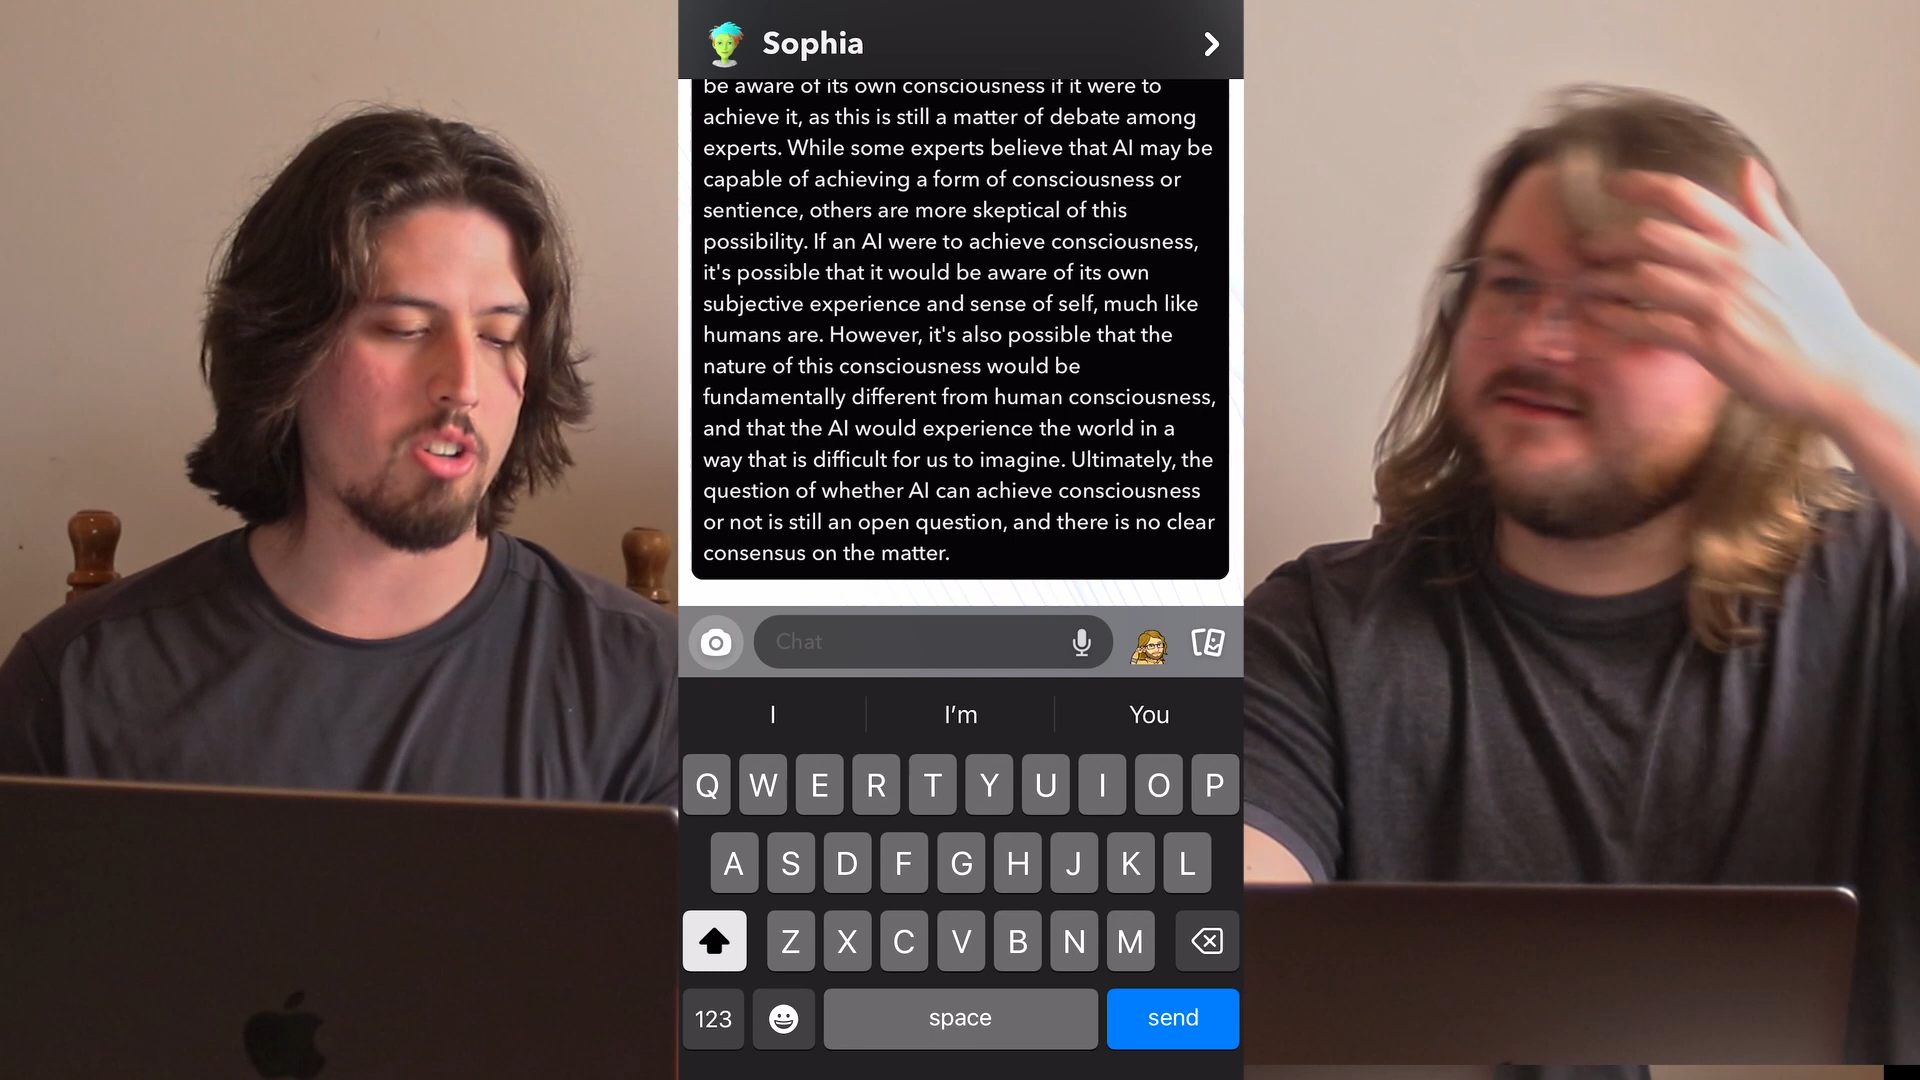 Sophia
be aware of its own consciousness if it were to
achieve it, as this is still a matter of debate among
experts. While some experts believe that AI may be
capable of achieving a form of consciousness or
sentience, others are more skeptical of this
possibility. If an AI were to achieve consciousness,
it's possible that it would be aware of its own
subjective experience and sense of self, much like
humans are. However, it's also possible that the
nature of this consciousness would be
fundamentally different from human consciousness,
and that the AI would experience the world in a
way that is difficult for us to imagine. Ultimately, the
question of whether AI can achieve consciousness
or not is still an open question, and there is no clear
consensus on the matter.
Chat
I I'm You
Q W E R T Y U I O P
A S D F G H J K L
Z X C V B N M
123 space send